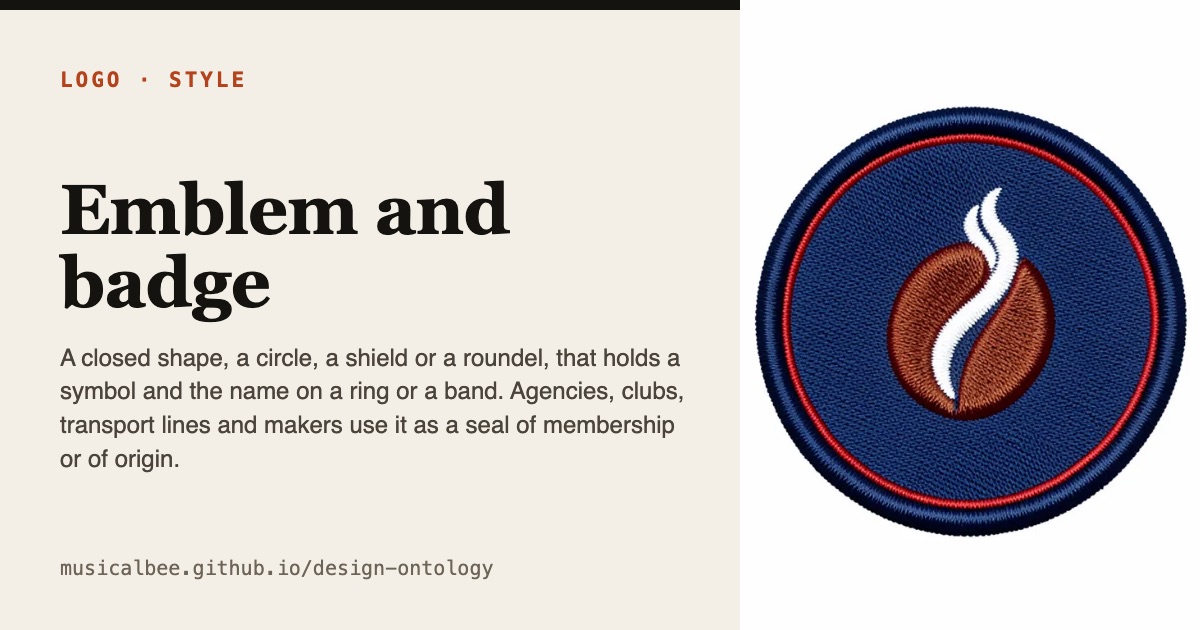 LOGO · STYLE
Emblem and
badge
A closed shape, a circle, a shield or a roundel, that holds a
symbol and the name on a ring or a band. Agencies, clubs,
transport lines and makers use it as a seal of membership
or of origin.
musicalbee.github.io/design-ontology